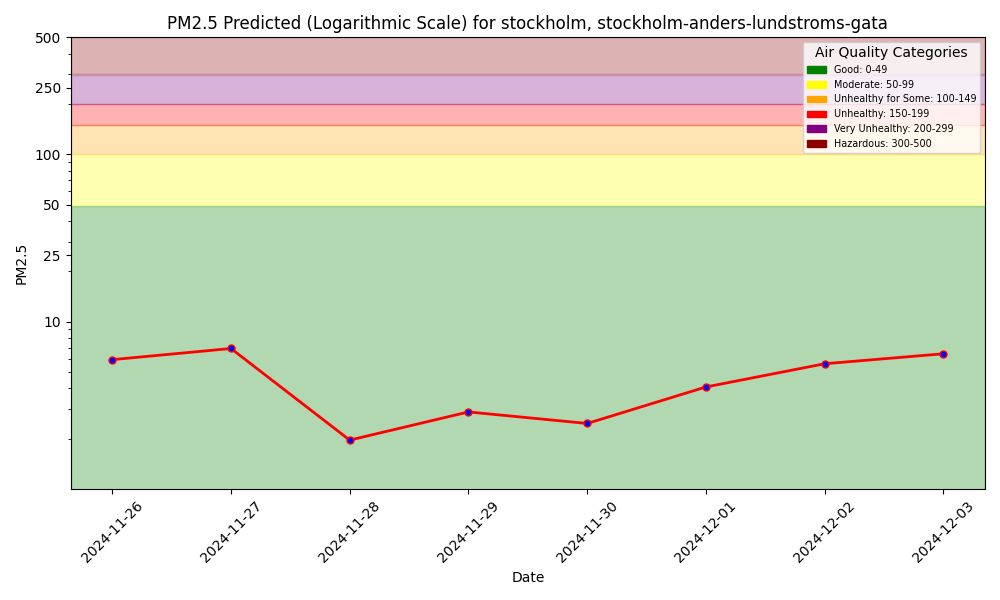 PM2.5 Predicted (Logarithmic Scale) for stockholm, stockholm-anders-lundstroms-gata
Air Quality Categories
Good: 0-49
Moderate: 50-99
Unhealthy for Some: 100-149
Unhealthy: 150-199
Very Unhealthy: 200-299
Hazardous: 300-500
500
250
100
50
25
10
PM2.5
2024-11-26
2024-11-27
2024-11-28
2024-11-29
2024-11-30
2024-12-01
2024-12-02
2024-12-03
Date